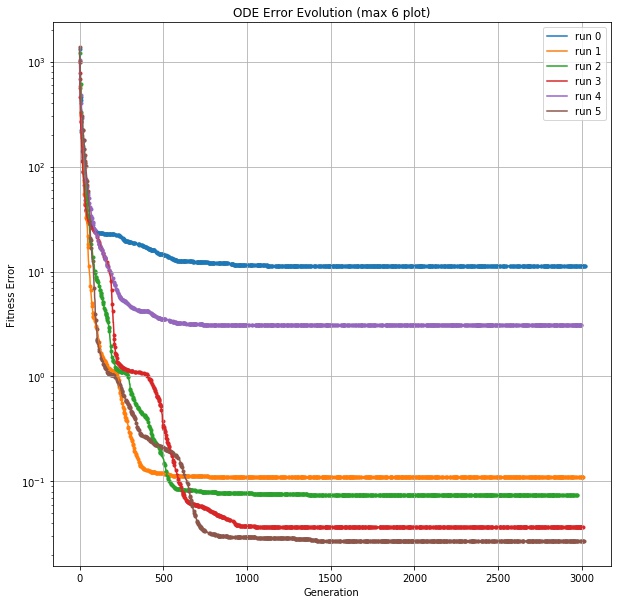 ODE Error Evolution (max 6 plot)
run 0
run 1
run 2
run 3
run 4
run 5
10³
10²
10¹
10⁰
10⁻¹
Fitness Error
0 500 1000 1500 2000 2500 3000
Generation